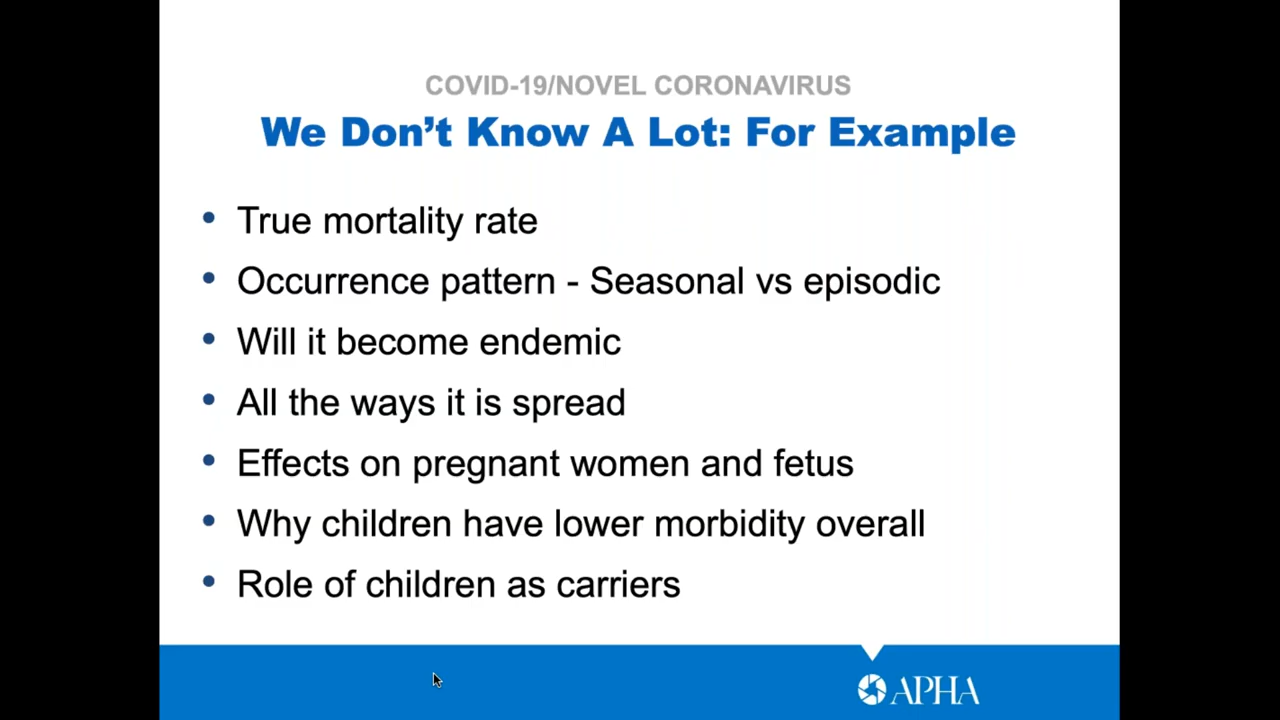 COVID-19/NOVEL CORONAVIRUS
We Don’t Know A Lot: For Example
• True mortality rate
• Occurrence pattern - Seasonal vs episodic
• Will it become endemic
• All the ways it is spread
• Effects on pregnant women and fetus
• Why children have lower morbidity overall
• Role of children as carriers
APHA